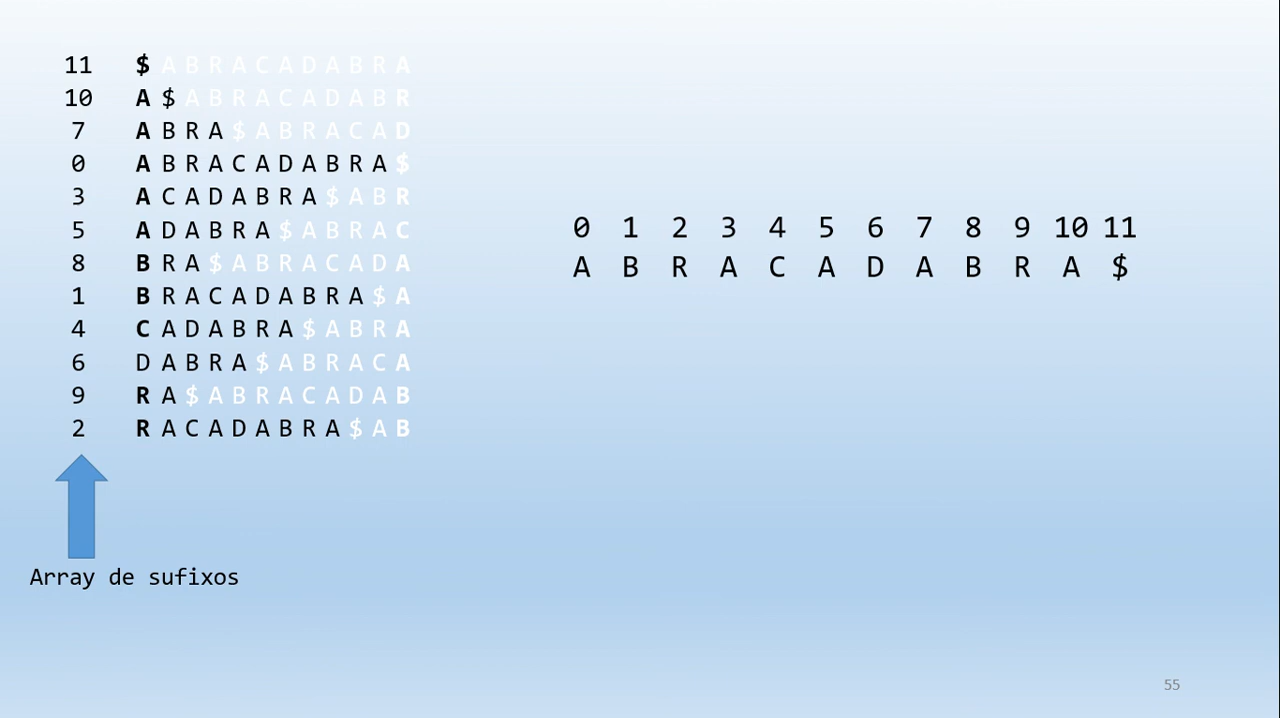 11 $ A B R A C A D A B R A
10 A $ A B R A C A D A B R
7 A B R A $ A B R A C A D
0 A B R A C A D A B R A $
3 A C A D A B R A $ A B R
5 A D A B R A $ A B R A C
8 B R A $ A B R A C A D A
1 B R A C A D A B R A $ A
4 C A D A B R A $ A B R A
6 D A B R A $ A B R A C A
9 R A $ A B R A C A D A B
2 R A C A D A B R A $ A B
Array de sufixos
0 1 2 3 4 5 6 7 8 9 10 11
A B R A C A D A B R A $
55